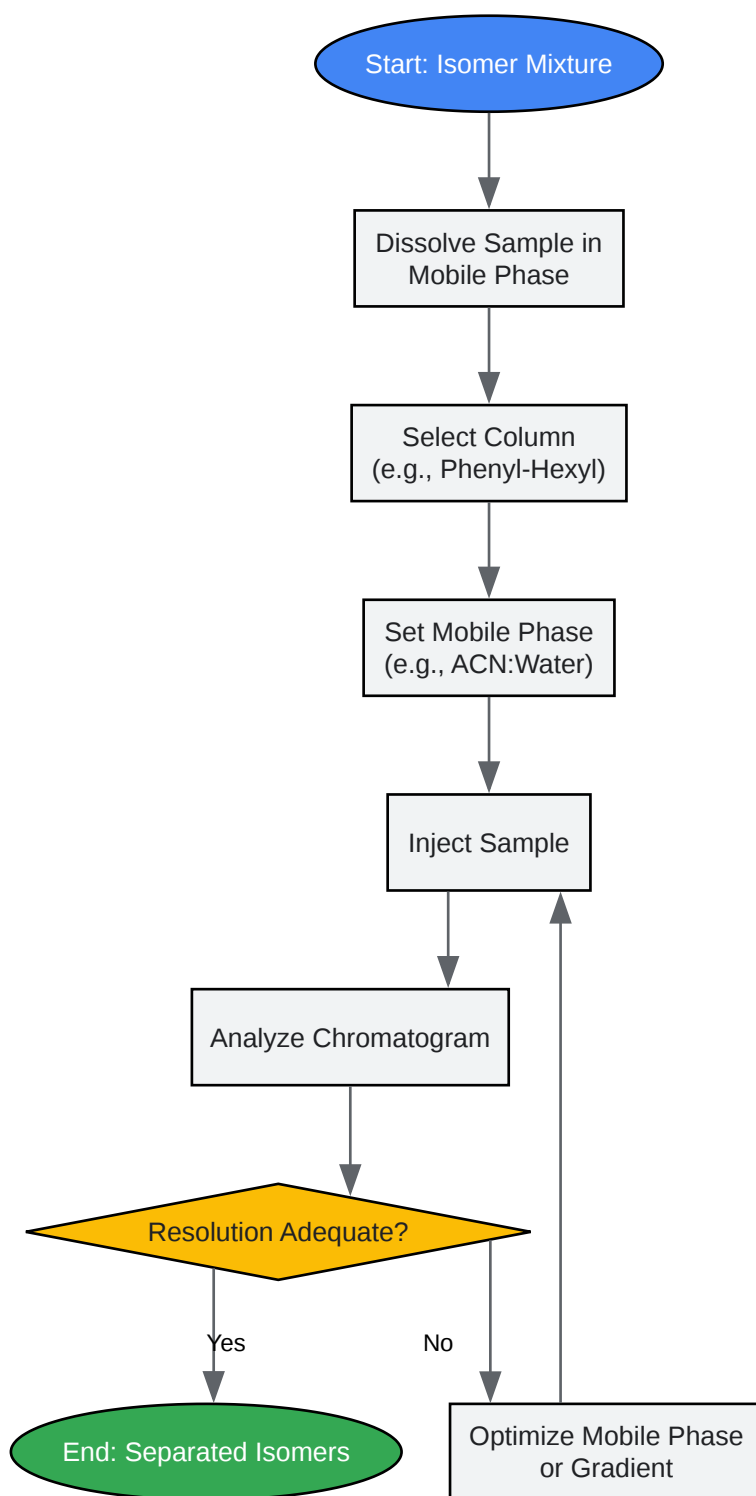 Start: Isomer Mixture
Dissolve Sample in
Mobile Phase
Select Column
(e.g., Phenyl-Hexyl)
Set Mobile Phase
(e.g., ACN:Water)
Inject Sample
Analyze Chromatogram
Resolution Adequate?
Yes
No
End: Separated Isomers
Optimize Mobile Phase
or Gradient